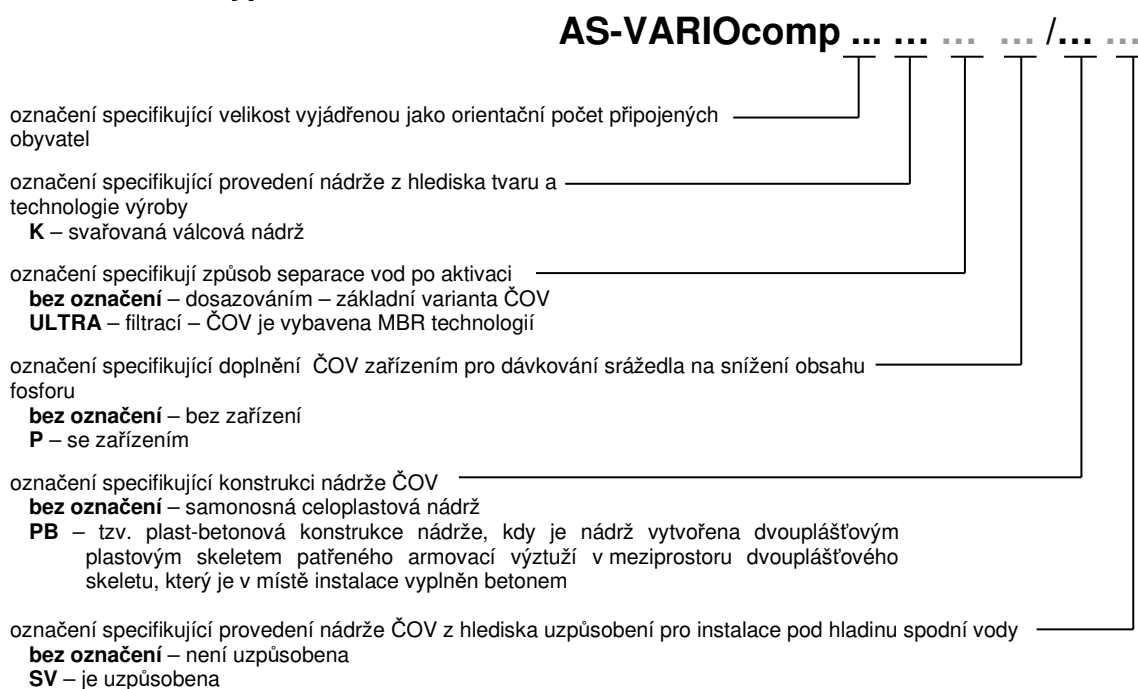 AS-VARIOcomp ... ... ... ... /... ...
označení specifikující velikost vyjádřenou jako orientační počet připojených
obyvatel
označení specifikující provedení nádrže z hlediska tvaru a
technologie výroby
K – svařovaná válcová nádrž
označení specifikují způsob separace vod po aktivaci
bez označení – dosazováním – základní varianta ČOV
ULTRA – filtrací – ČOV je vybavena MBR technologií
označení specifikující doplnění ČOV zařízením pro dávkování srážedla na snížení obsahu
fosforu
bez označení – bez zařízení
P – se zařízením
označení specifikující konstrukci nádrže ČOV
bez označení – samonosná celoplastová nádrž
PB – tzv. plast-betonová konstrukce nádrže, kdy je nádrž vytvořena dvouplášťovým
plastovým skeletem patřeného armovací výztuží v meziprostoru dvouplášťového
skeletu, který je v místě instalace vyplněn betonem
označení specifikující provedení nádrže ČOV z hlediska uzpůsobení pro instalace pod hladinu spodní vody
bez označení – není uzpůsobena
SV – je uzpůsobena